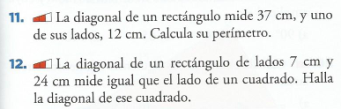 11. La diagonal de un rectángulo mide 37 cm, y uno
de sus lados, 12 cm. Calcula su perímetro.
12. La diagonal de un rectángulo de lados 7 cm y
24 cm mide igual que el lado de un cuadrado. Halla
la diagonal de ese cuadrado.